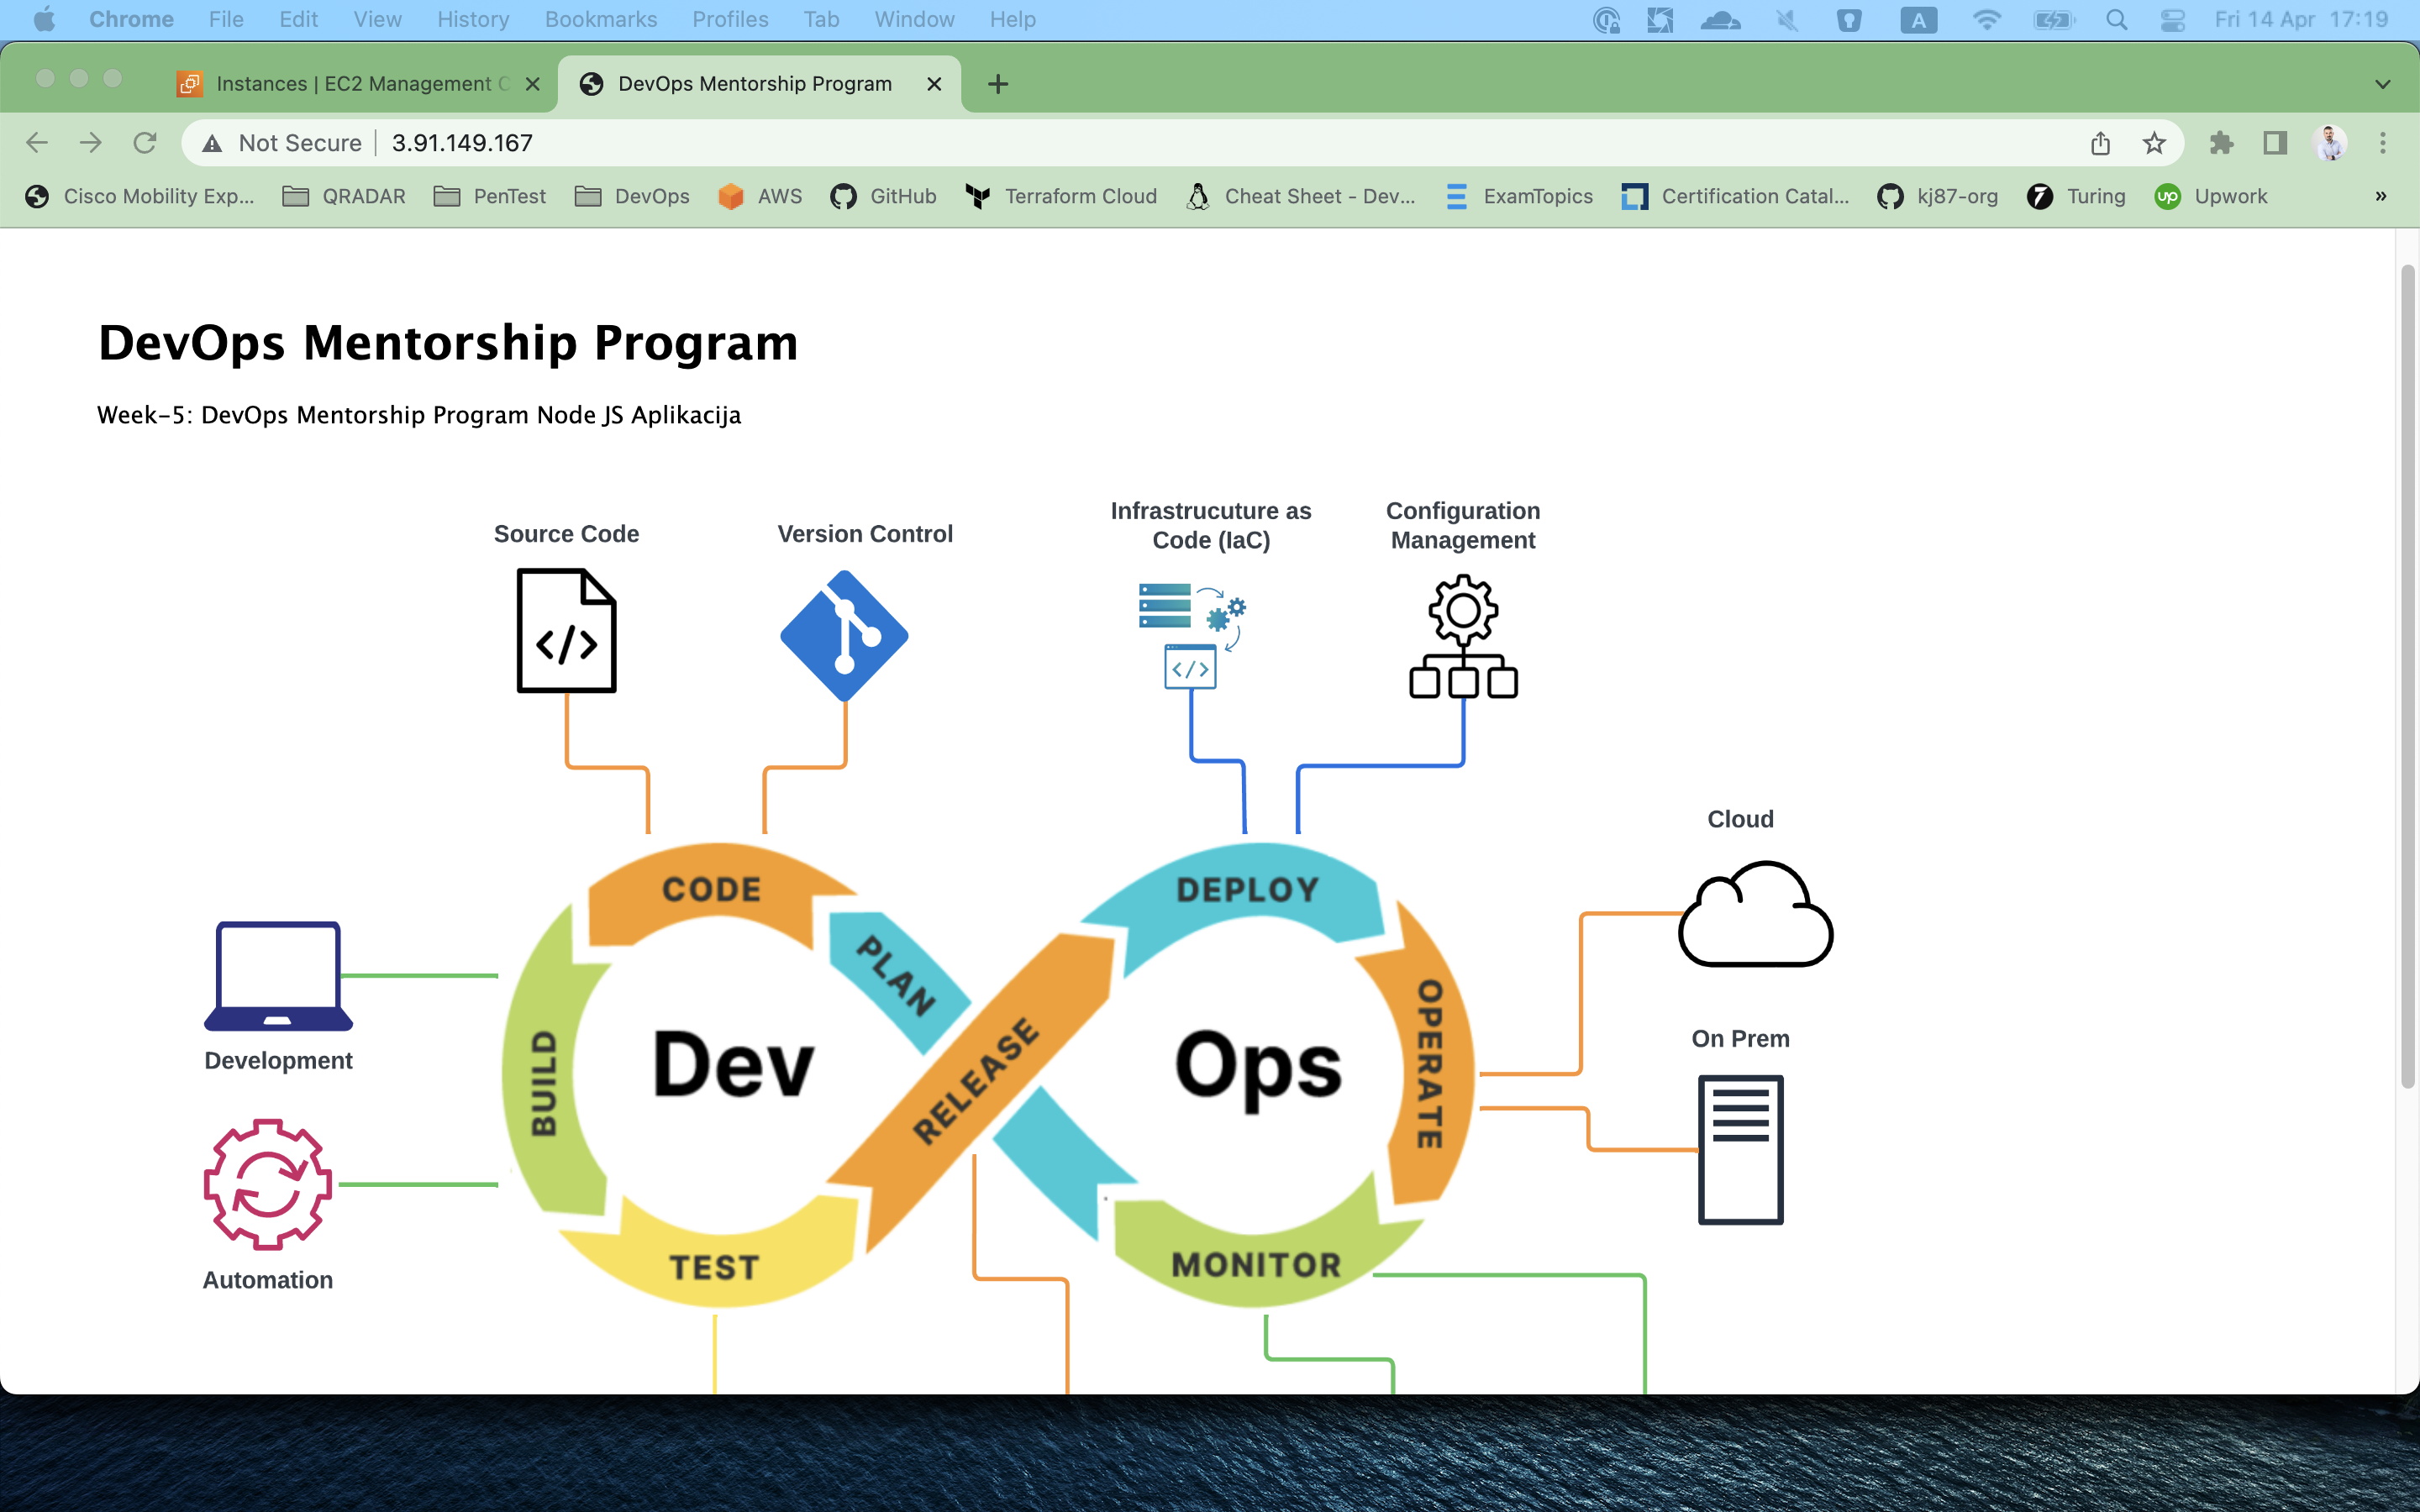 Chrome File Edit View History Bookmarks Profiles Tab Window Help A Fri 14 Apr 17:19
Instances | EC2 Management C DevOps Mentorship Program
Not Secure 3.91.149.167
Cisco Mobility Exp... QRADAR PenTest DevOps AWS GitHub Terraform Cloud Cheat Sheet - Dev... ExamTopics Certification Catal... kj87-org Turing up Upwork »
DevOps Mentorship Program
Week-5: DevOps Mentorship Program Node JS Aplikacija
Source Code
Version Control
Infrastrucuture as
Code (IaC)
Configuration
Management
</>
</>
Cloud
CODE
PLAN
DEPLOY
OPERATE
Development
BUILD
Dev
RELEASE
Ops
On Prem
Automation
TEST
MONITOR